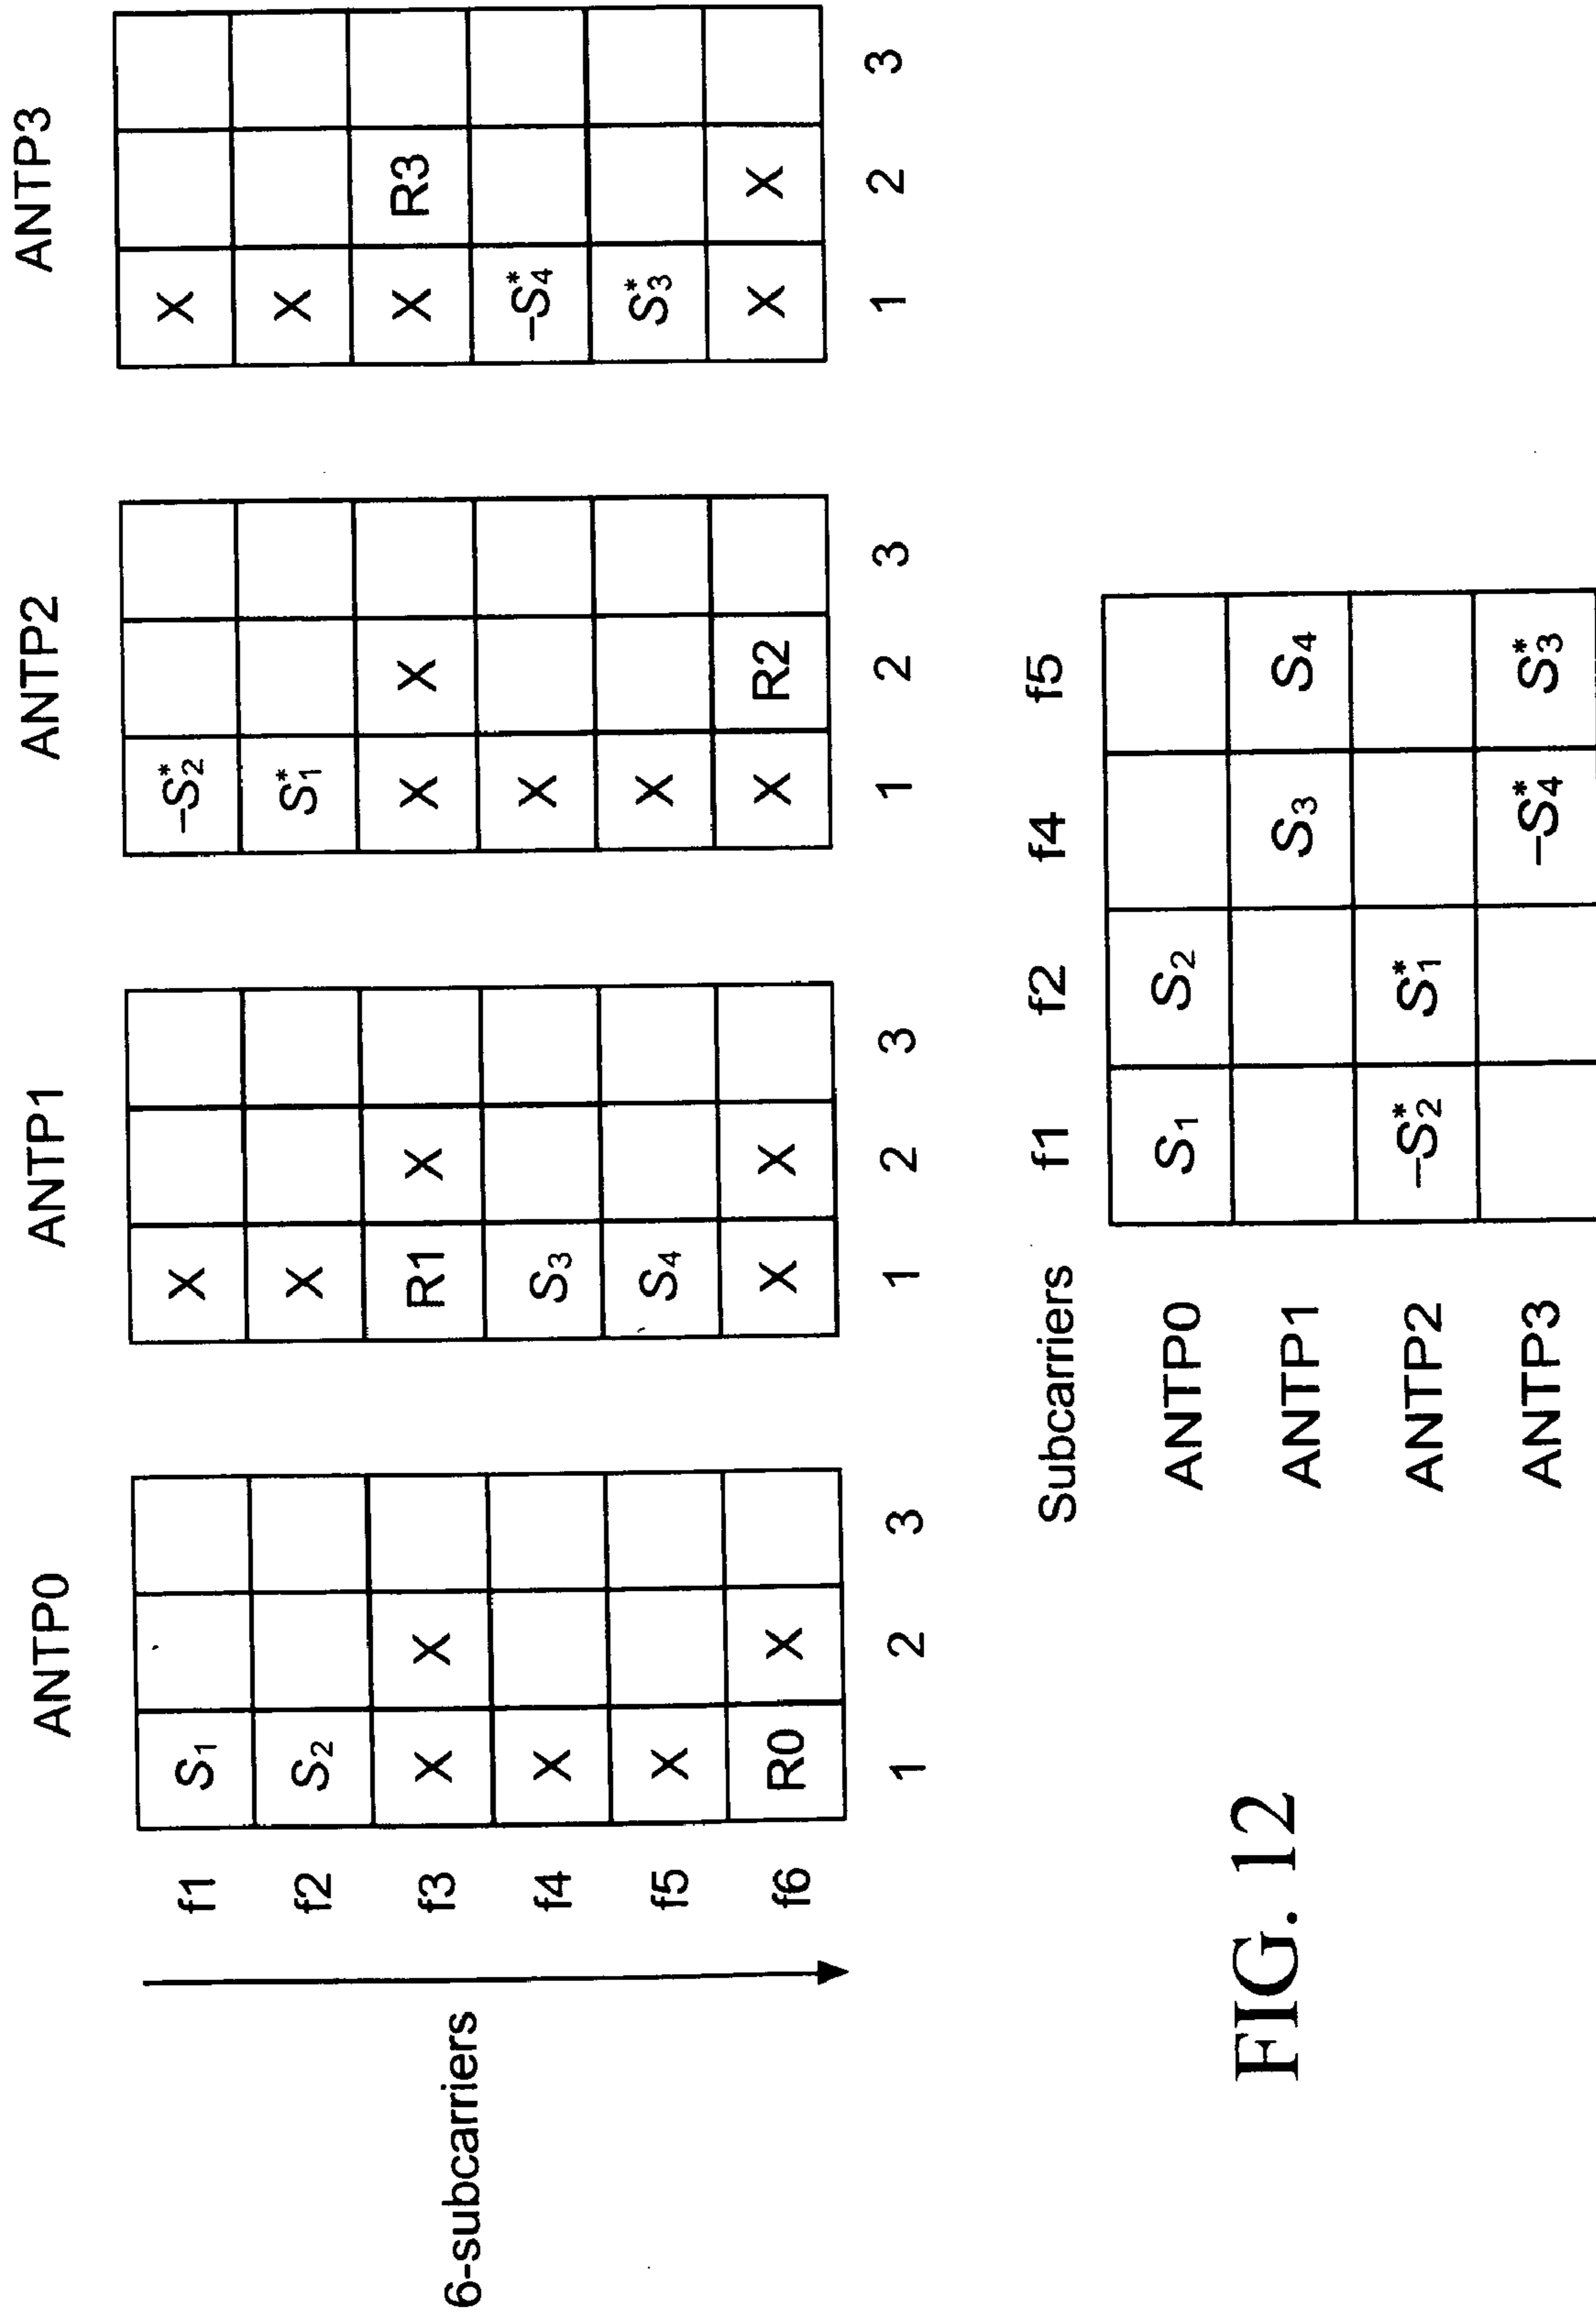 ANTP0 ANTP1 ANTP2 ANTP3
f1 S1 X -S2* X
f2 S2 X S1* X
f3 X X R1 X X X X R3
f4 X S3 X -S4*
f5 X S4 X S3*
f6 R0 X X X X R2 X X
1 2 3 1 2 3 1 2 3 1 2 3
6-subcarriers
Subcarriers f1 f2 f4 f5
ANTP0 S1 S2
ANTP1 S3 S4
ANTP2 -S2* S1*
ANTP3 -S4* S3*
FIG. 12